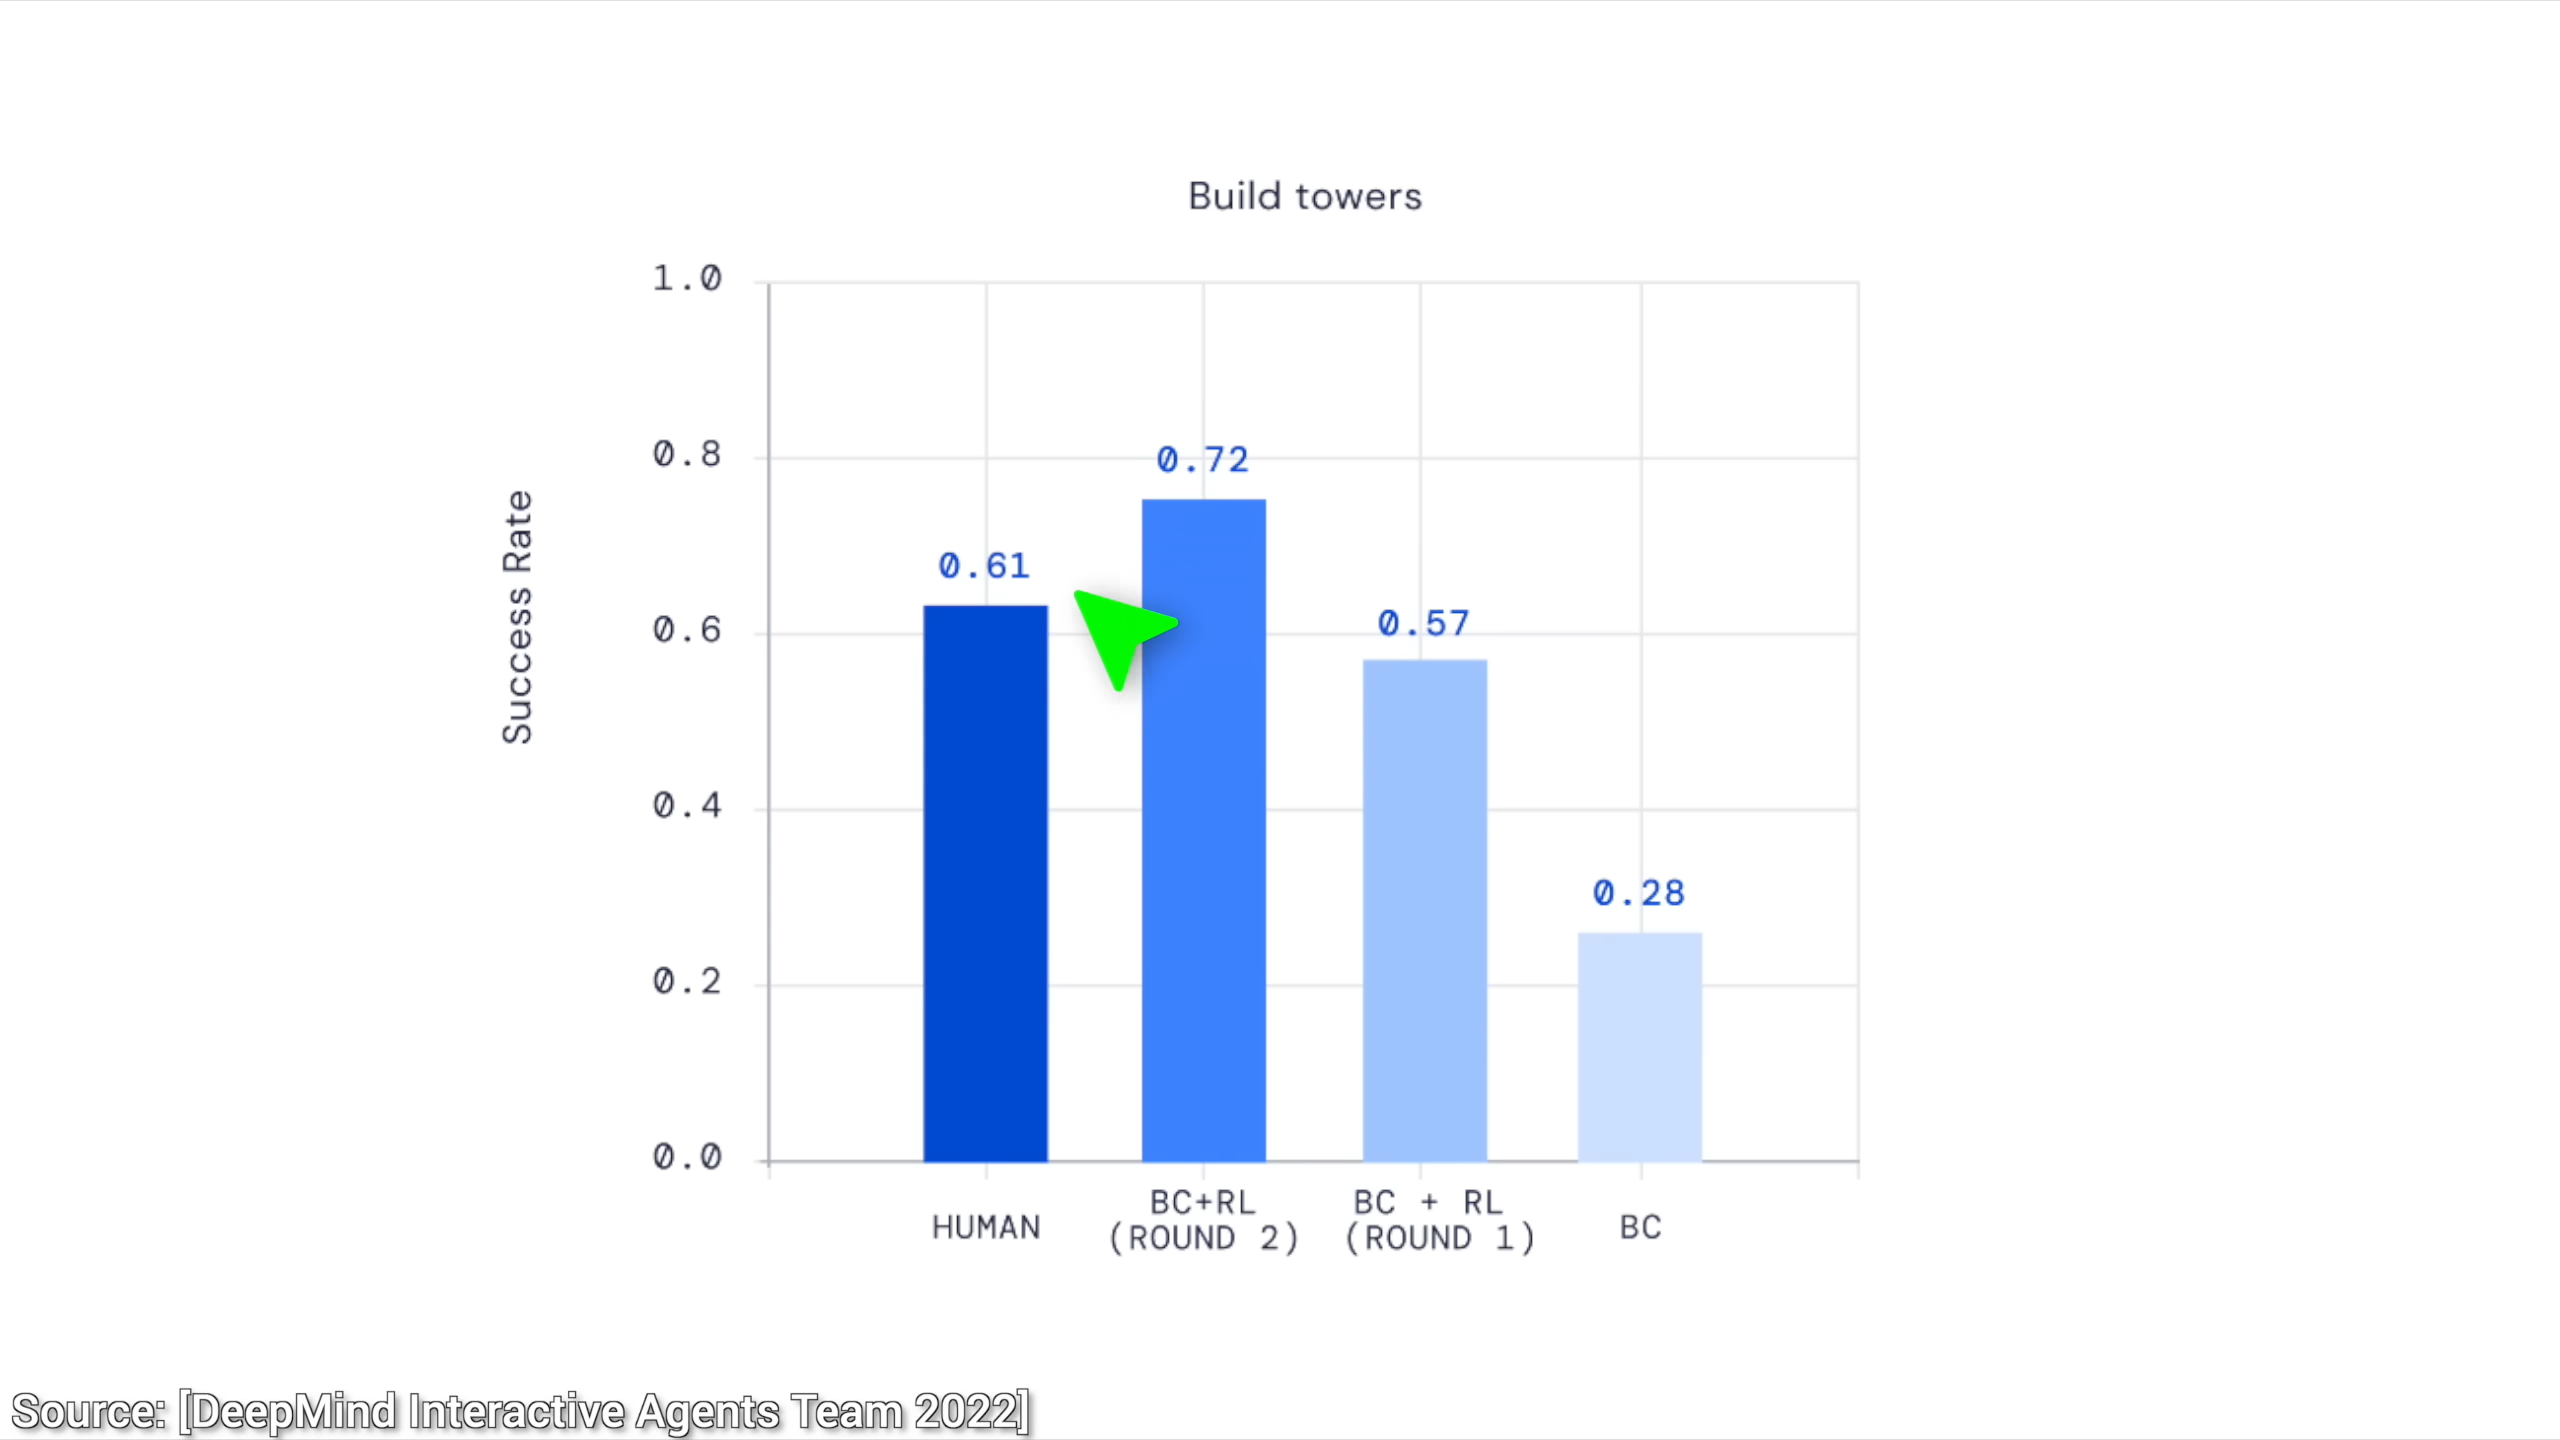 Build towers
Success Rate
1.0
0.8
0.6
0.4
0.2
0.0
0.61
0.72
0.57
0.28
HUMAN
BC+RL
(ROUND 2)
BC + RL
(ROUND 1)
BC
Source: [DeepMind Interactive Agents Team 2022]